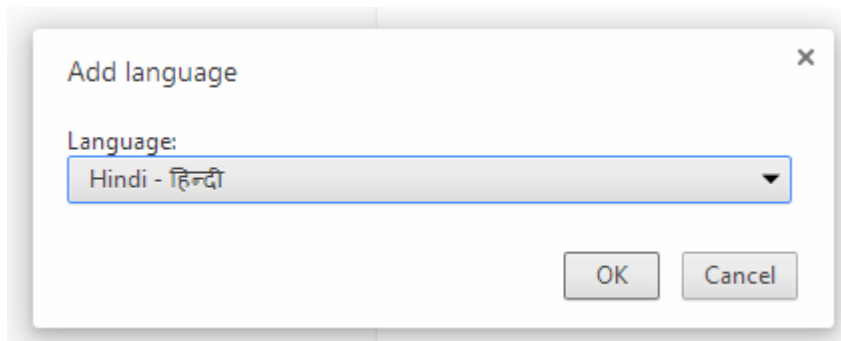 Add language
Language:
Hindi - हिन्दी
OK Cancel